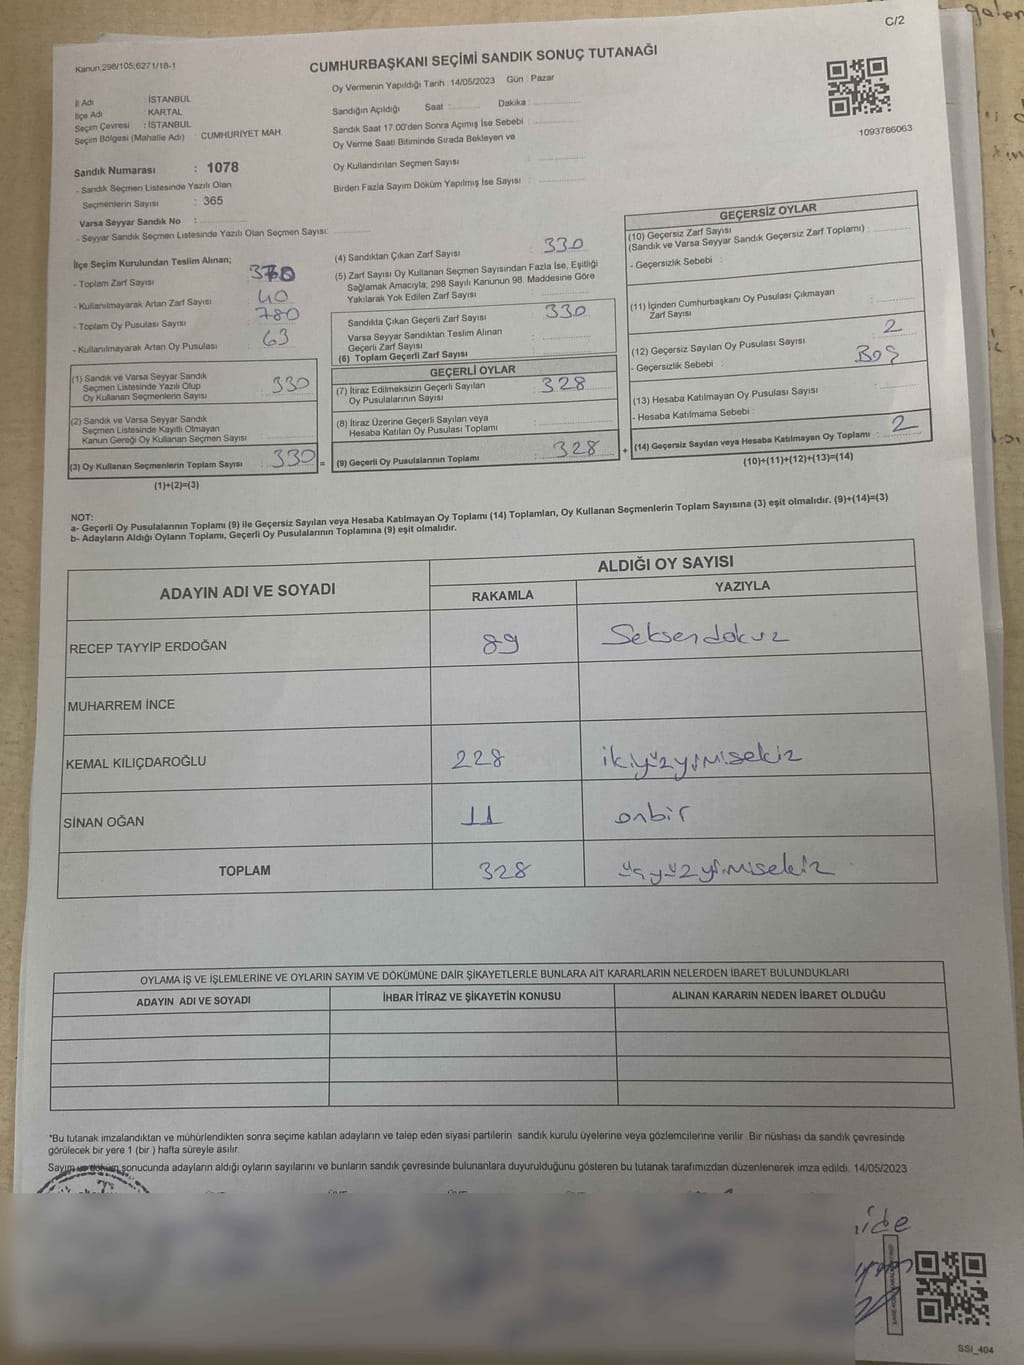 C/2
Kanun:298/105;6271/18-1
CUMHURBAŞKANI SEÇİMİ SANDIK SONUÇ TUTANAĞI
1093786063
İl Adı : İSTANBUL
İlçe Adı KARTAL
Seçim Çevresi : İSTANBUL
Seçim Bölgesi (Mahalle Adı) CUMHURİYET MAH
Sandık Numarası : 1078
- Sandık Seçmen Listesinde Yazılı Olan
Seçmenlerin Sayısı : 365
Varsa Seyyar Sandık No :
- Seyyar Sandık Seçmen Listesinde Yazılı Olan Seçmen Sayısı:
Oy Vermenin Yapıldığı Tarih :14/05/2023 Gün : Pazar
Sandığın Açıldığı Saat : Dakika :
Sandık Saat 17:00'den Sonra Açımış İse Sebebi :
Oy Verme Saati Bitiminde Sırada Bekleyen ve
Oy Kullandırılan Seçmen Sayısı :
Birden Fazla Sayım Döküm Yapılmış İse Sayısı :
İlçe Seçim Kurulundan Teslim Alınan;
- Toplam Zarf Sayısı
- Kullanılmayarak Artan Zarf Sayısı 40
- Toplam Oy Pusulası Sayısı 780
- Kullanılmayarak Artan Oy Pusulası 63
(1) Sandık ve Varsa Seyyar Sandık
Seçmen Listesinde Yazılı Olup
Oy Kullanan Seçmenlerin Sayısı : 330
(2) Sandık ve Varsa Seyyar Sandık
Seçmen Listesinde Kayıtlı Olmayan
Kanun Gereği Oy Kullanan Seçmen Sayısı :
(3) Oy Kullanan Seçmenlerin Toplam Sayısı : 330 =
(1)+(2)=(3)
(4) Sandıktan Çıkan Zarf Sayısı : 330
(5) Zarf Sayısı Oy Kullanan Seçmen Sayısından Fazla İse, Eşitliği
Sağlamak Amacıyla; 298 Sayılı Kanunun 98. Maddesine Göre
Yakılarak Yok Edilen Zarf Sayısı :
Sandıkta Çıkan Geçerli Zarf Sayısı : 330
Varsa Seyyar Sandıktan Teslim Alınan
Geçerli Zarf Sayısı :
(6) Toplam Geçerli Zarf Sayısı :
GEÇERLİ OYLAR
(7) İtiraz Edilmeksizin Geçerli Sayılan
Oy Pusulalarının Sayısı : 328
(8) İtiraz Üzerine Geçerli Sayılan veya
Hesaba Katılan Oy Pusulası Toplamı :
(9) Geçerli Oy Pusulalarının Toplamı : 328 +
GEÇERSİZ OYLAR
(10) Geçersiz Zarf Sayısı
(Sandık ve Varsa Seyyar Sandık Geçersiz Zarf Toplamı) :
- Geçersizlik Sebebi :
(11) İçinden Cumhurbaşkanı Oy Pusulası Çıkmayan
Zarf Sayısı :
(12) Geçersiz Sayılan Oy Pusulası Sayısı : 2
- Geçersizlik Sebebi : Boş
(13) Hesaba Katılmayan Oy Pusulası Sayısı :
- Hesaba Katılmama Sebebi :
(14) Geçersiz Sayılan veya Hesaba Katılmayan Oy Toplamı : 2
(10)+(11)+(12)+(13)=(14)
NOT:
a- Geçerli Oy Pusulalarının Toplamı (9) ile Geçersiz Sayılan veya Hesaba Katılmayan Oy Toplamı (14) Toplamları, Oy Kullanan Seçmenlerin Toplam Sayısına (3) eşit olmalıdır. (9)+(14)=(3)
b- Adayların Aldığı Oyların Toplamı, Geçerli Oy Pusulalarının Toplamına (9) eşit olmalıdır.
ADAYIN ADI VE SOYADI
ALDIĞI OY SAYISI
RAKAMLA YAZIYLA
RECEP TAYYİP ERDOĞAN 89 Seksendokuz
MUHARREM İNCE
KEMAL KILIÇDAROĞLU 228 ikiyüzyimisekiz
SİNAN OĞAN 11 onbir
TOPLAM 328 üçyüzyimisekiz
OYLAMA İŞ VE İŞLEMLERİNE VE OYLARIN SAYIM VE DÖKÜMÜNE DAİR ŞİKAYETLERLE BUNLARA AİT KARARLARIN NELERDEN İBARET BULUNDUKLARI
ADAYIN ADI VE SOYADI İHBAR İTİRAZ VE ŞİKAYETİN KONUSU ALINAN KARARIN NEDEN İBARET OLDUĞU
*Bu tutanak imzalandıktan ve mühürlendikten sonra seçime katılan adayların ve talep eden siyasi partilerin sandık kurulu üyelerine veya gözlemcilerine verilir .Bir nüshası da sandık çevresinde
görülecek bir yere 1 (bir ) hafta süreyle asılır.
Sayım ve döküm sonucunda adayların aldığı oyların sayılarını ve bunların sandık çevresinde bulunanlara duyurulduğunu gösteren bu tutanak tarafımızdan düzenlenerek imza edildi. 14/05/2023
SSI_404